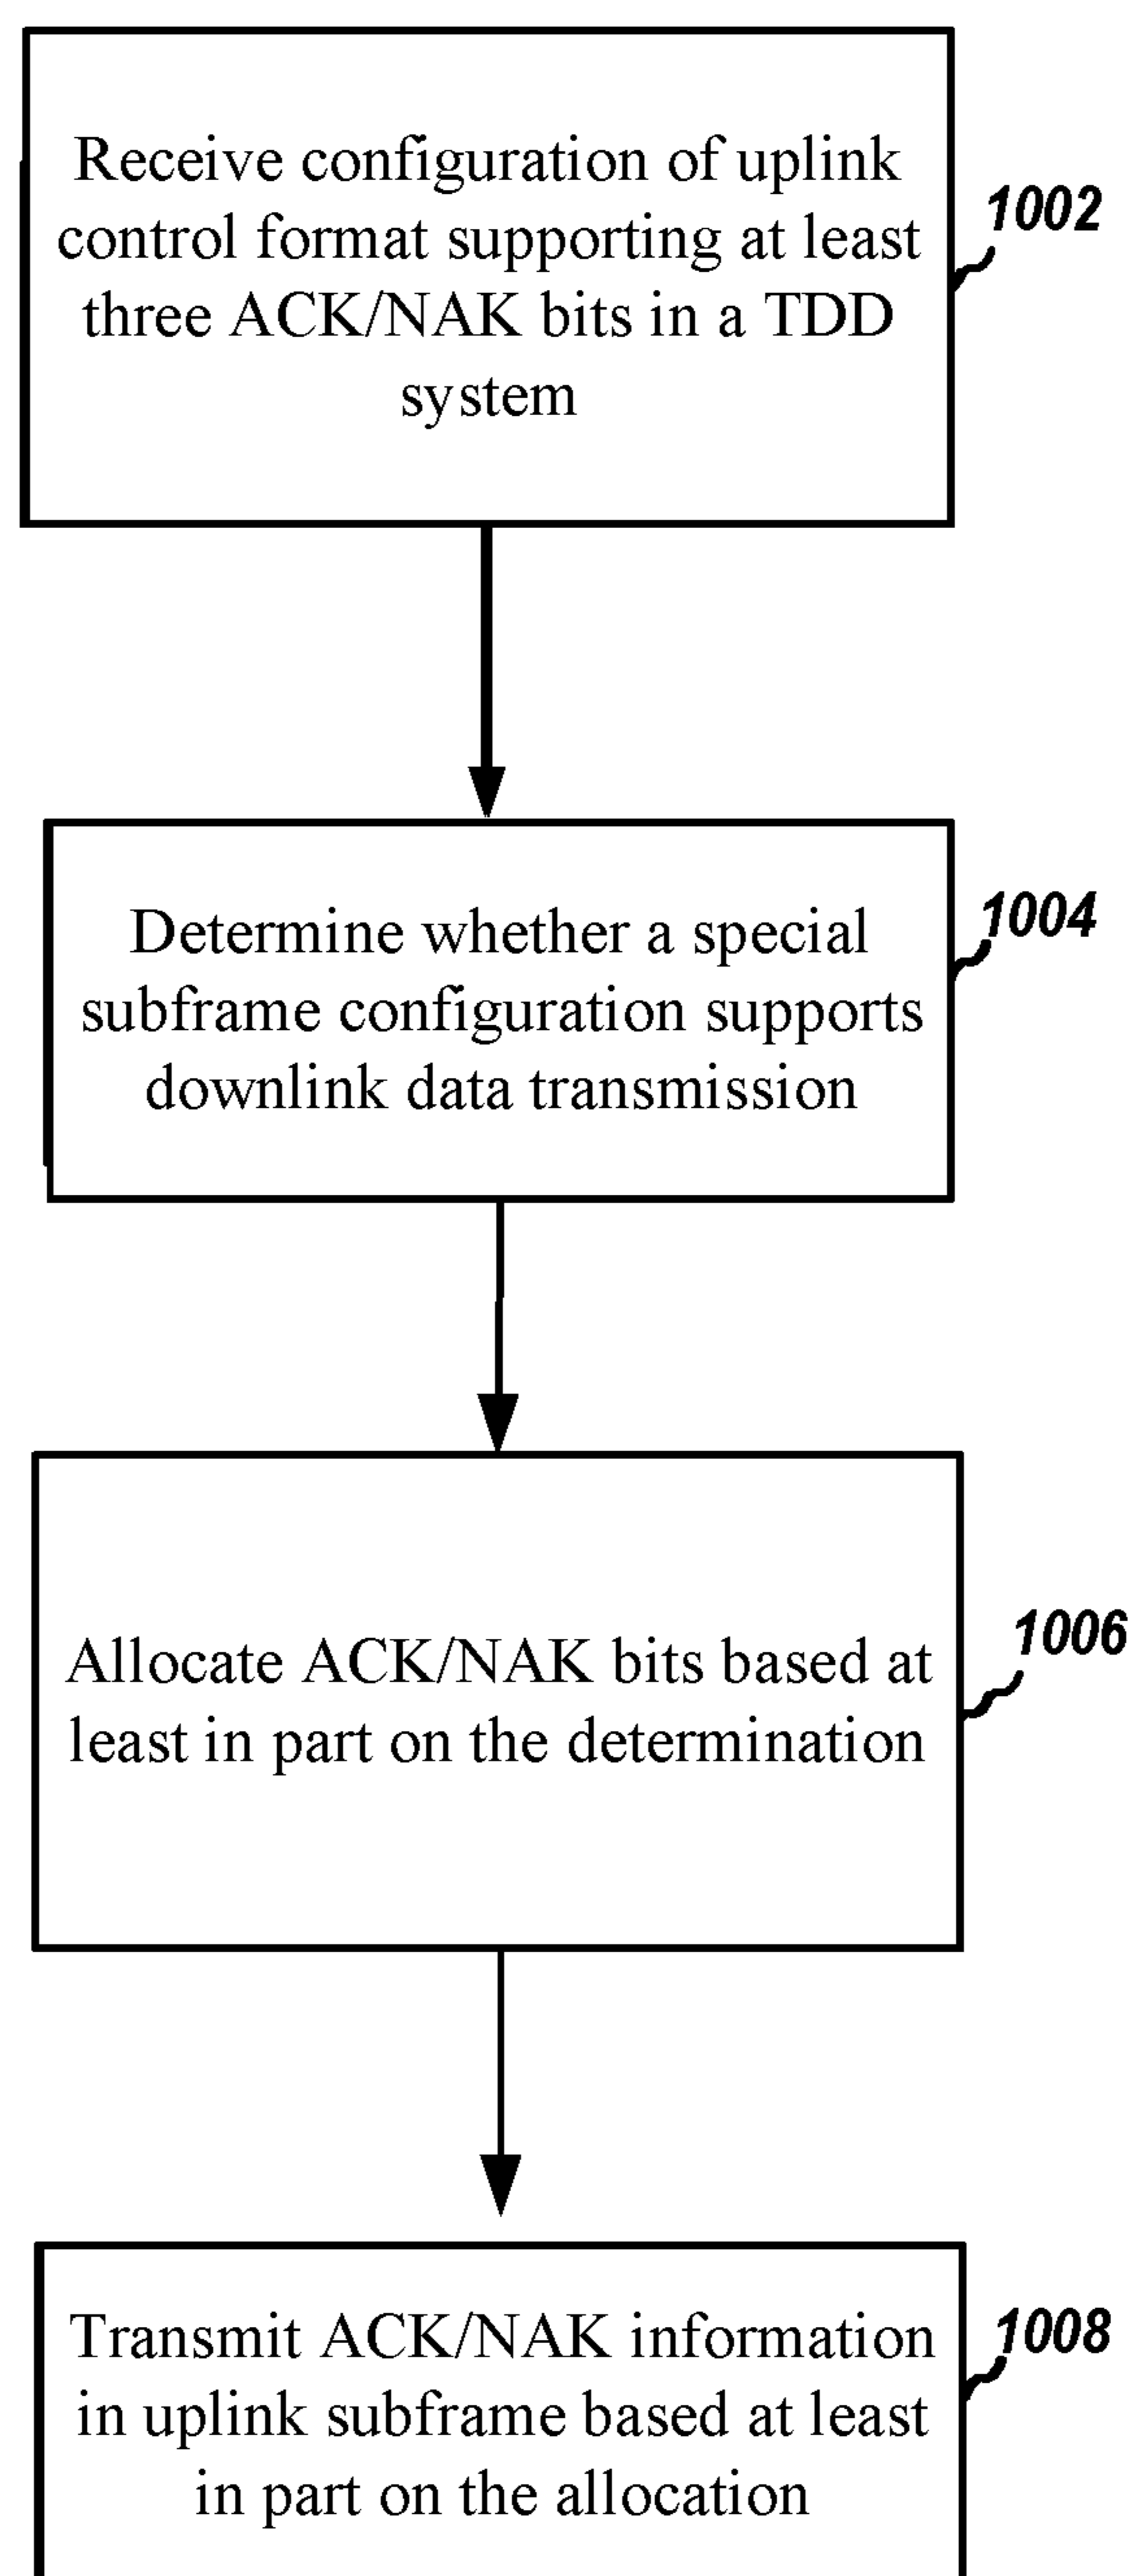 Receive configuration of uplink
control format supporting at least
three ACK/NAK bits in a TDD
system
1002
Determine whether a special
subframe configuration supports
downlink data transmission
1004
Allocate ACK/NAK bits based at
least in part on the determination
1006
Transmit ACK/NAK information
in uplink subframe based at least
in part on the allocation
1008